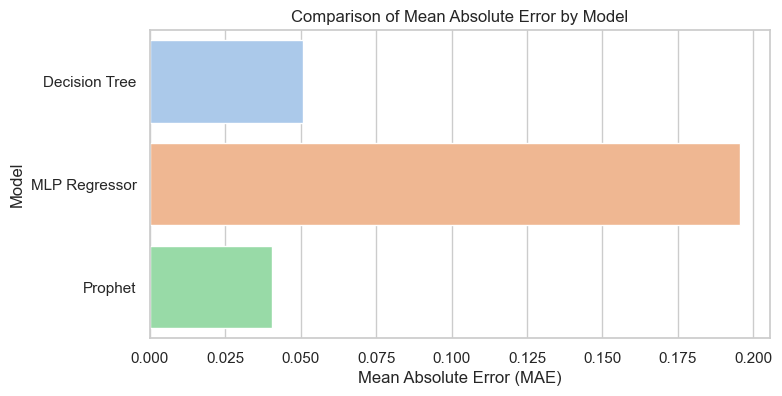 Comparison of Mean Absolute Error by Model
Model
Decision Tree
MLP Regressor
Prophet
0.000 0.025 0.050 0.075 0.100 0.125 0.150 0.175 0.200
Mean Absolute Error (MAE)